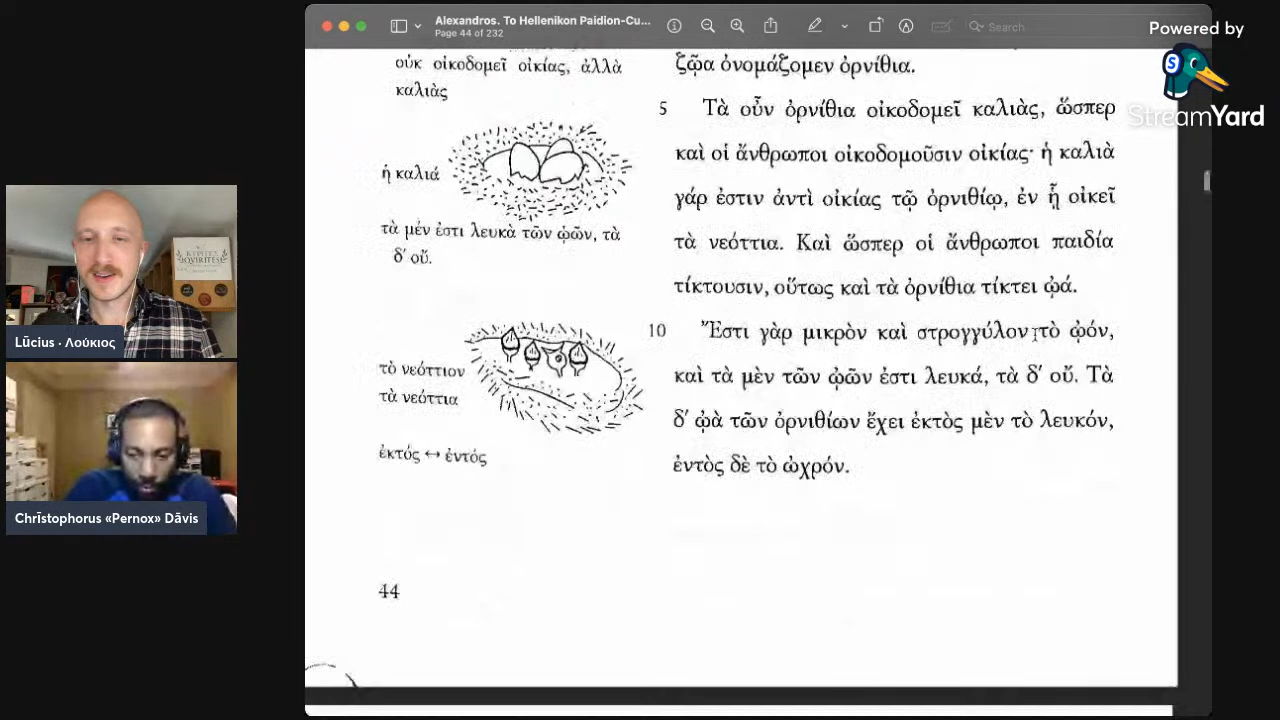 Alexandros. To Hellenikon Paidion-Cu...
Page 44 of 232
Search
Powered by
StreamYard
οὐκ οἰκοδομεῖ οἰκίας, ἀλλὰ
καλιὰς
ἡ καλιά
τὰ μέν ἐστι λευκὰ τῶν ᾠῶν, τὰ
δ’ οὔ.
τὸ νεόττιον
τὰ νεόττια
ἐκτός ↔ ἐντός
44
ζῷα ὀνομάζομεν ὀρνίθια.
5 Τὰ οὖν ὀρνίθια οἰκοδομεῖ καλιὰς, ὥσπερ
καὶ οἱ ἄνθρωποι οἰκοδομοῦσιν οἰκίας· ἡ καλιὰ
γάρ ἐστιν ἀντὶ οἰκίας τῷ ὀρνιθίῳ, ἐν ᾗ οἰκεῖ
τὰ νεόττια. Καὶ ὥσπερ οἱ ἄνθρωποι παιδία
τίκτουσιν, οὕτως καὶ τὰ ὀρνίθια τίκτει ᾠά.
10 Ἔστι γὰρ μικρὸν καὶ στρογγύλον τὸ ᾠόν,
καὶ τὰ μὲν τῶν ᾠῶν ἐστι λευκά, τὰ δ’ οὔ. Τὰ
δ’ ᾠὰ τῶν ὀρνιθίων ἔχει ἐκτὸς μὲν τὸ λευκόν,
ἐντὸς δὲ τὸ ὠχρόν.
Lūcius · Λούκιος
Chrīstophorus «Pernox» Dāvis